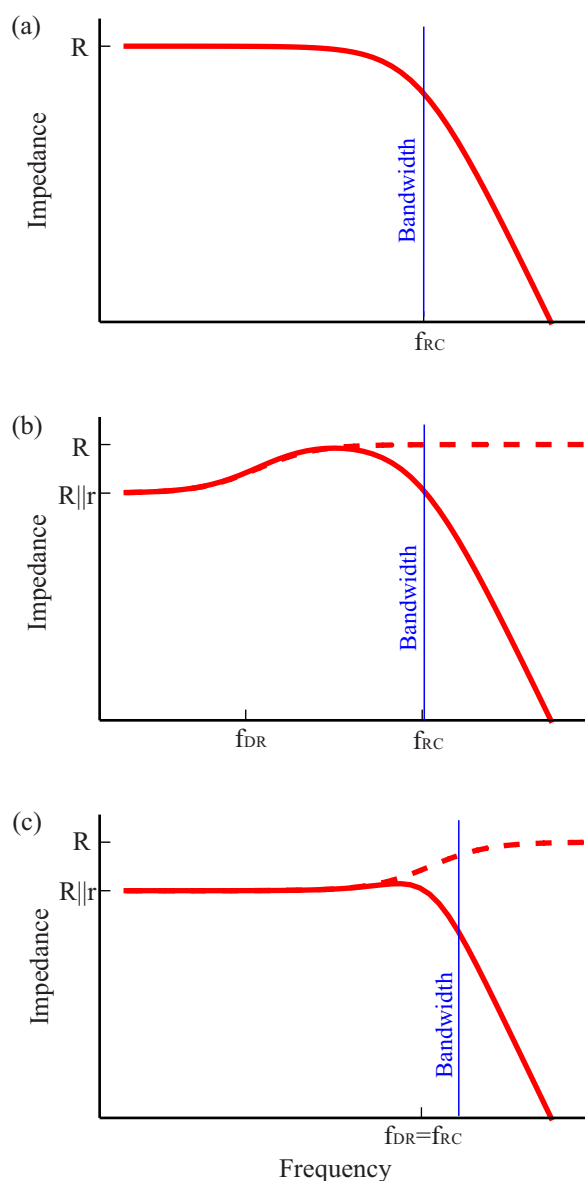 (a)
R
Impedance
Bandwidth
fRC
(b)
R
R||r
Impedance
Bandwidth
fDR
fRC
(c)
R
R||r
Impedance
Bandwidth
fDR=fRC
Frequency